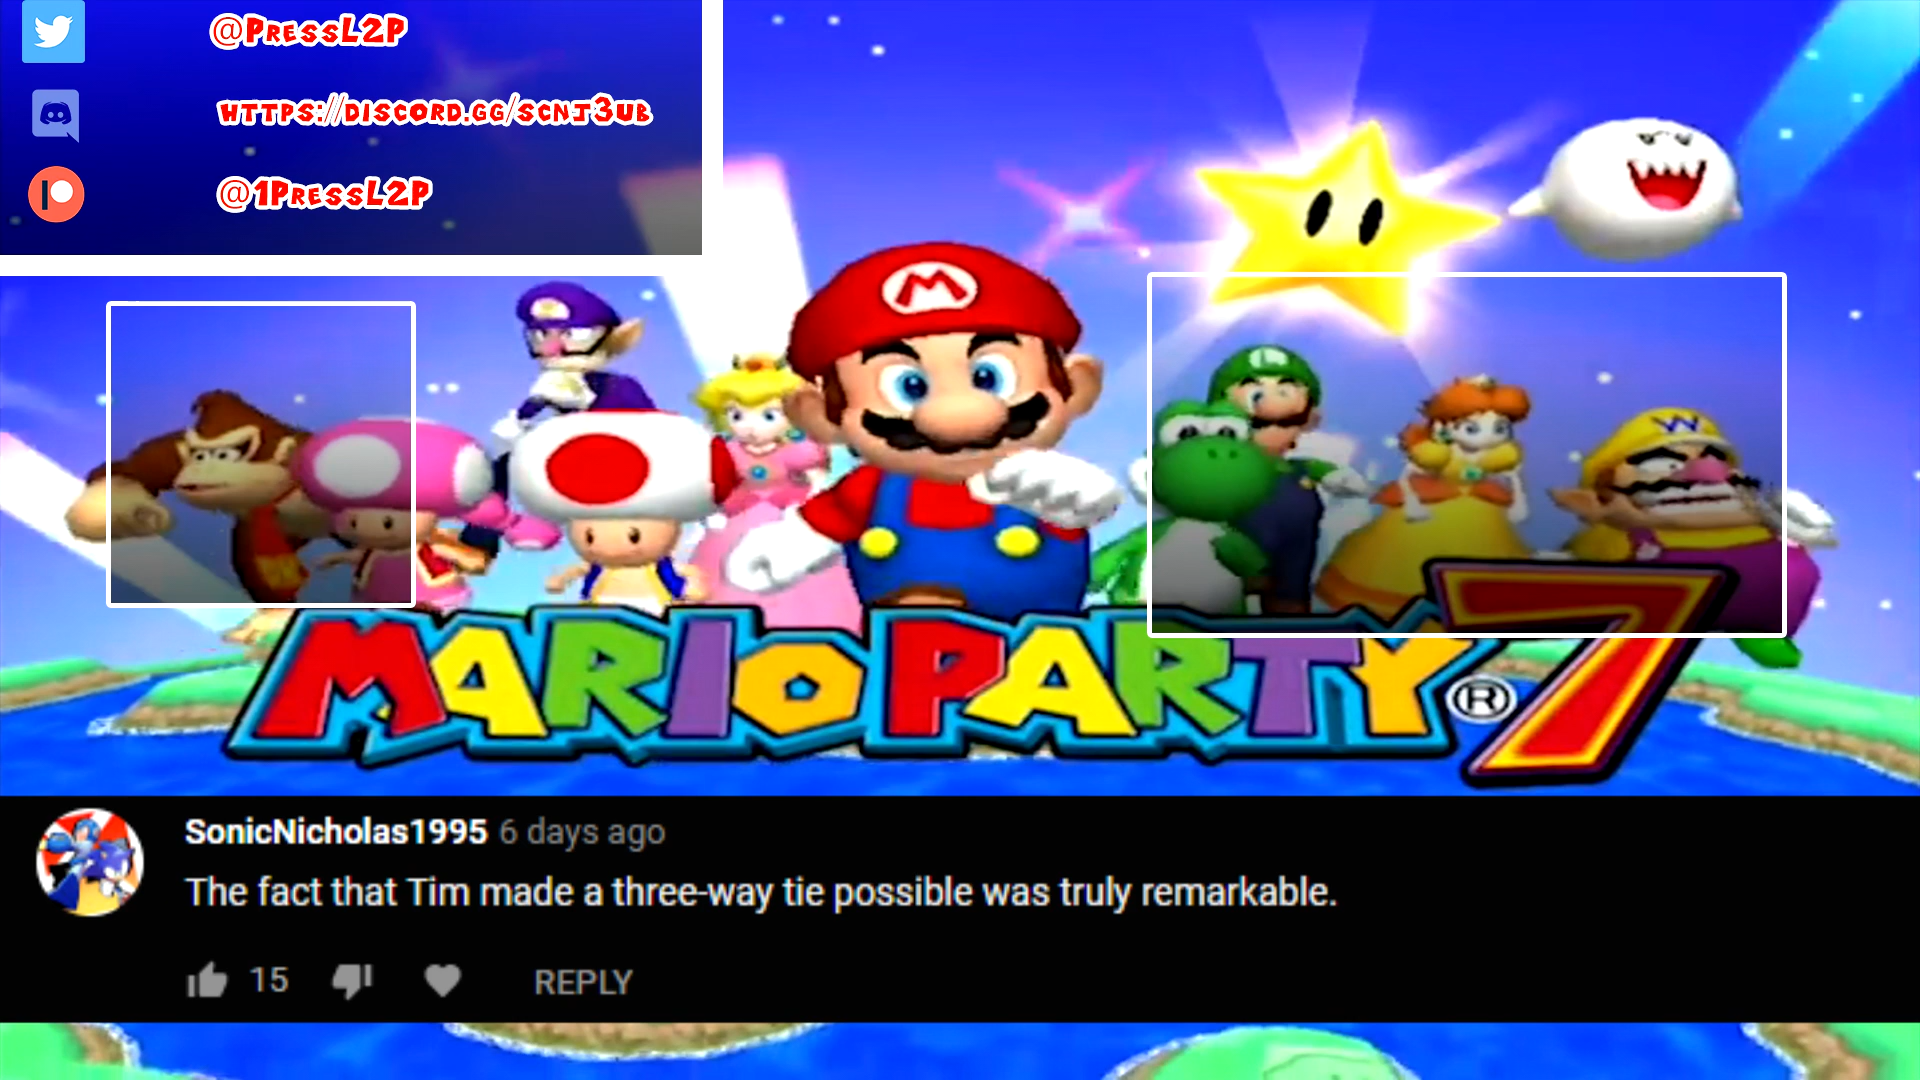 @PressL2P
https://discord.gg/scnj3ub
@1PressL2P
MARIO PARTY 7
®
SonicNicholas1995 6 days ago
The fact that Tim made a three-way tie possible was truly remarkable.
15 REPLY